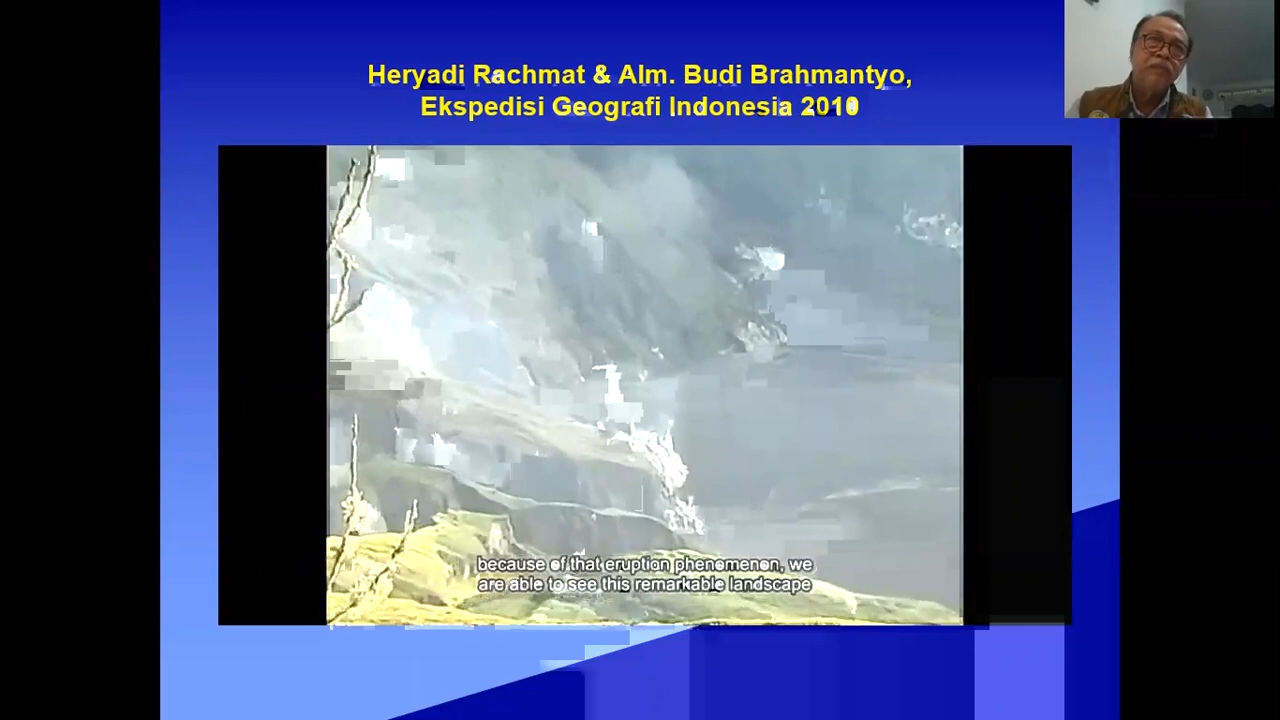 Heryadi Rachmat & Alm. Budi Brahmantyo,
Ekspedisi Geografi Indonesia 2010
because of that eruption phenomenon, we
are able to see this remarkable landscape